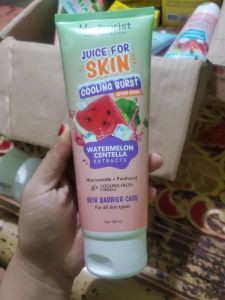 Herborist
JUICE FOR
SKIN
COOLING BURST
WATERMELON
CENTELLA
EXTRACTS
Niacinamide + Panthenol
COOLING-FRESH
FORMULA
SKIN BARRIER CARE
For all skin types